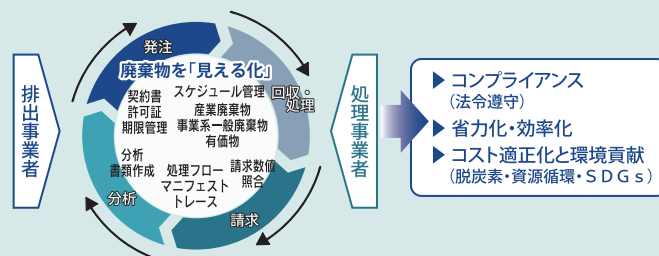 排出事業者
発注
廃棄物を「見える化」
契約書
許可証
期限管理
スケジュール管理
産業廃棄物
事業系一般廃棄物
有価物
回収・
処理
分析
書類作成
処理フロー
マニフェスト
トレース
請求数値
照合
分析
請求
処理事業者
▶ コンプライアンス
（法令遵守）
▶ 省力化・効率化
▶ コスト適正化と環境貢献
（脱炭素・資源循環・ＳＤＧｓ）